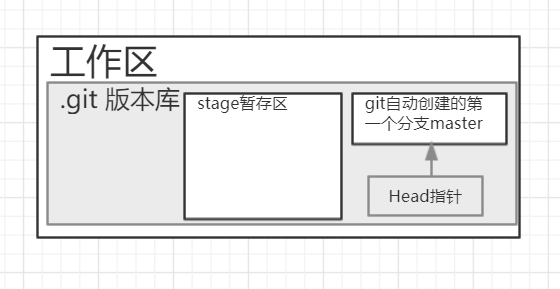 工作区
.git 版本库
stage暂存区
git自动创建的第
一个分支master
Head指针